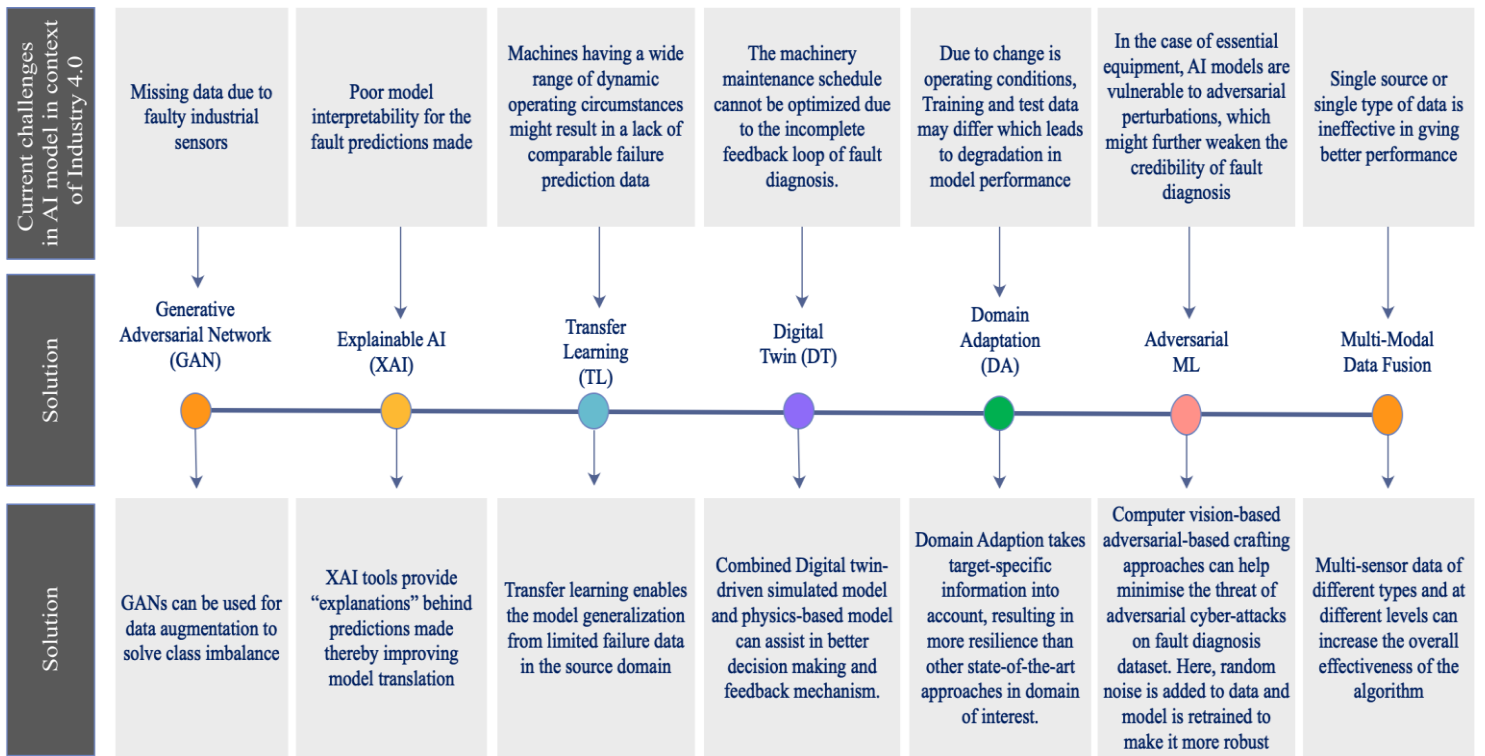 Current challenges
in AI model in context
of Industry 4.0
Missing data due to
faulty industrial
sensors
Poor model
interpretability for the
fault predictions made
Machines having a wide
range of dynamic
operating circumstances
might result in a lack of
comparable failure
prediction data
The machinery
maintenance schedule
cannot be optimized due
to the incomplete
feedback loop of fault
diagnosis.
Due to change is
operating conditions,
Training and test data
may differ which leads
to degradation in
model performance
In the case of essential
equipment, AI models are
vulnerable to adversarial
perturbations, which
might further weaken the
credibility of fault
diagnosis
Single source or
single type of data is
ineffective in gving
better performance
Solution
Generative
Adversarial Network
(GAN)
Explainable AI
(XAI)
Transfer
Learning
(TL)
Digital
Twin (DT)
Domain
Adaptation
(DA)
Adversarial
ML
Multi-Modal
Data Fusion
Solution
GANs can be used for
data augmentation to
solve class imbalance
XAI tools provide
“explanations” behind
predictions made
thereby improving
model translation
Transfer learning enables
the model generalization
from limited failure data
in the source domain
Combined Digital twin-
driven simulated model
and physics-based model
can assist in better
decision making and
feedback mechanism.
Domain Adaption takes
target-specific
information into
account, resulting in
more resilience than
other state-of-the-art
approaches in domain
of interest.
Computer vision-based
adversarial-based crafting
approaches can help
minimise the threat of
adversarial cyber-attacks
on fault diagnosis
dataset. Here, random
noise is added to data and
model is retrained to
make it more robust
Multi-sensor data of
different types and at
different levels can
increase the overall
effectiveness of the
algorithm